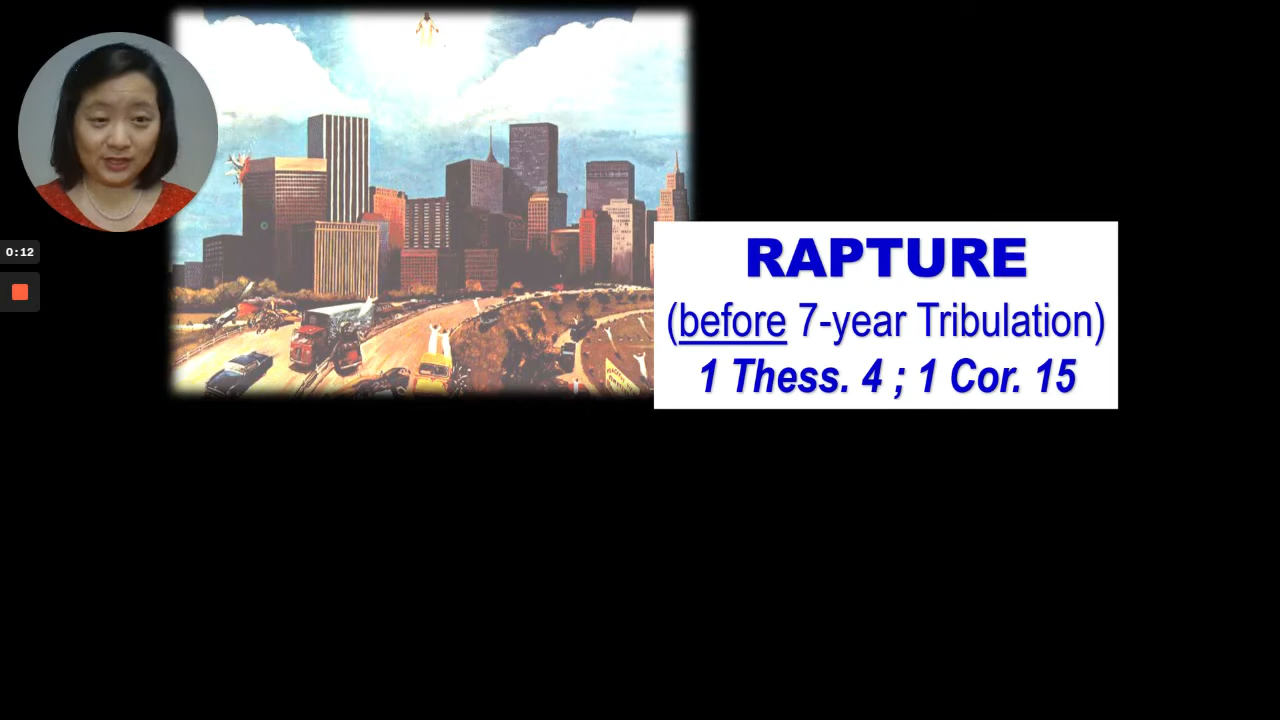 0:12
RAPTURE
(before 7-year Tribulation)
1 Thess. 4 ; 1 Cor. 15